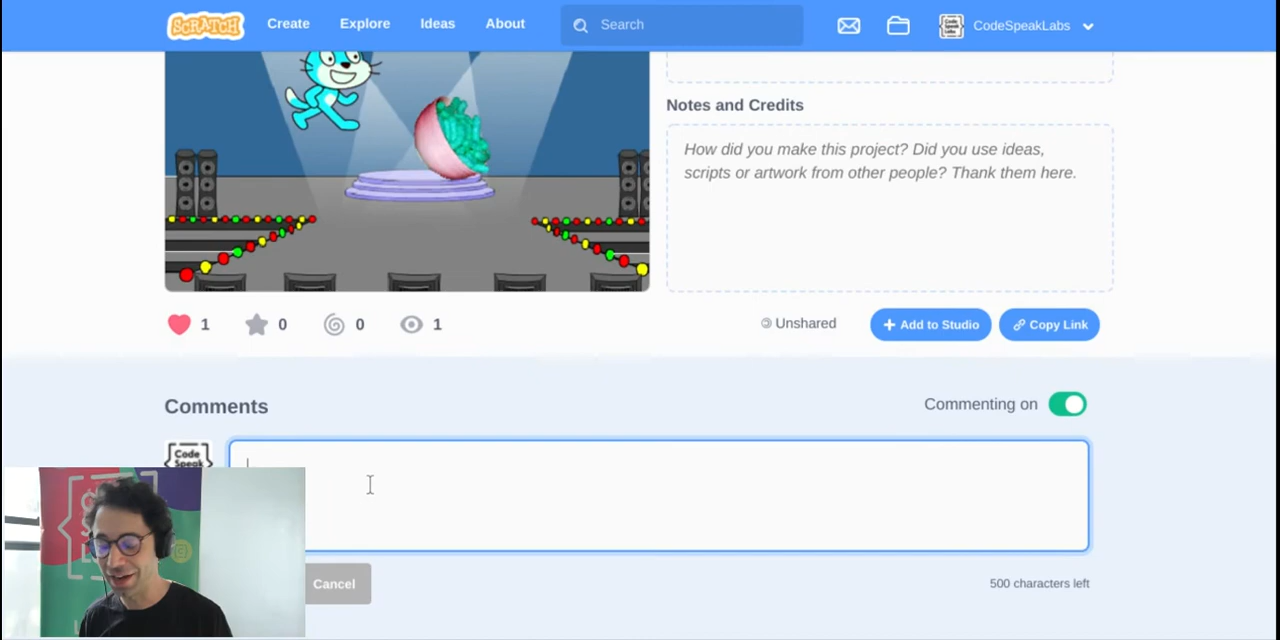 SCRATCH
Create
Explore
Ideas
About
Search
CodeSpeakLabs
Notes and Credits
How did you make this project? Did you use ideas,
scripts or artwork from other people? Thank them here.
1
0
0
1
Unshared
+ Add to Studio
Copy Link
Comments
Commenting on
Code
Speak
Cancel
500 characters left